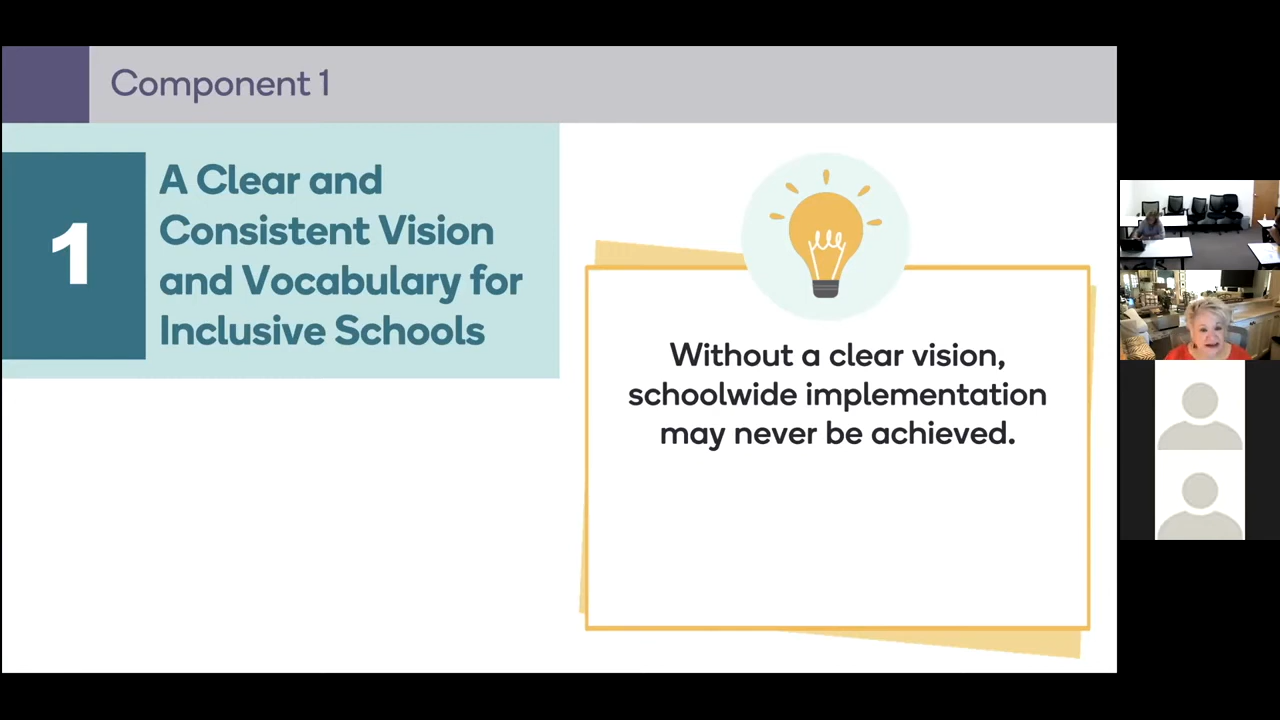 Component 1
1
A Clear and
Consistent Vision
and Vocabulary for
Inclusive Schools
Without a clear vision,
schoolwide implementation
may never be achieved.